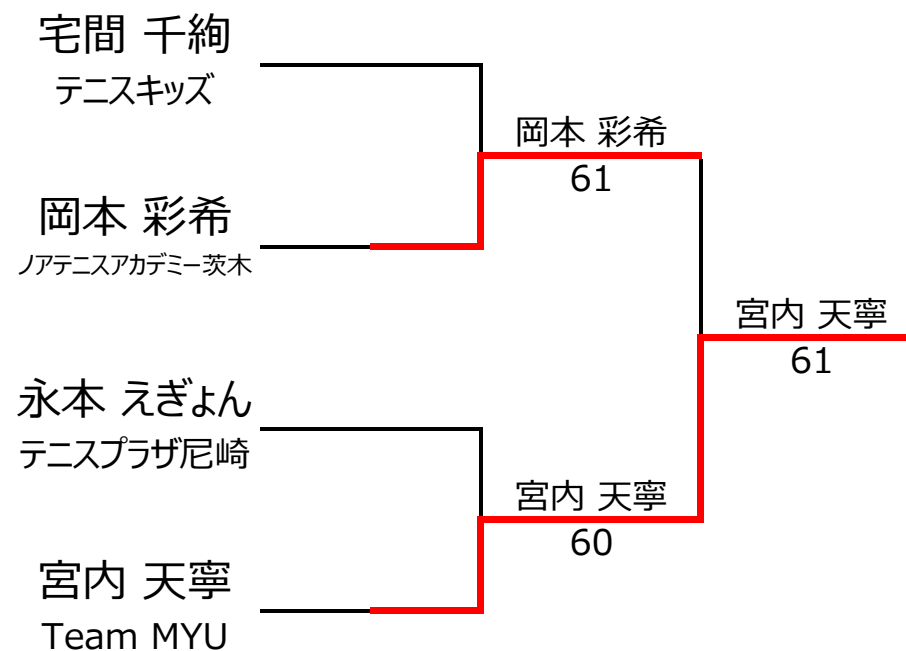 宅間 千絢
テニスキッズ
岡本 彩希
61
岡本 彩希
ノアテニスアカデミー茨木
宮内 天寧
61
永本 えぎょん
テニスプラザ尼崎
宮内 天寧
60
宮内 天寧
Team MYU